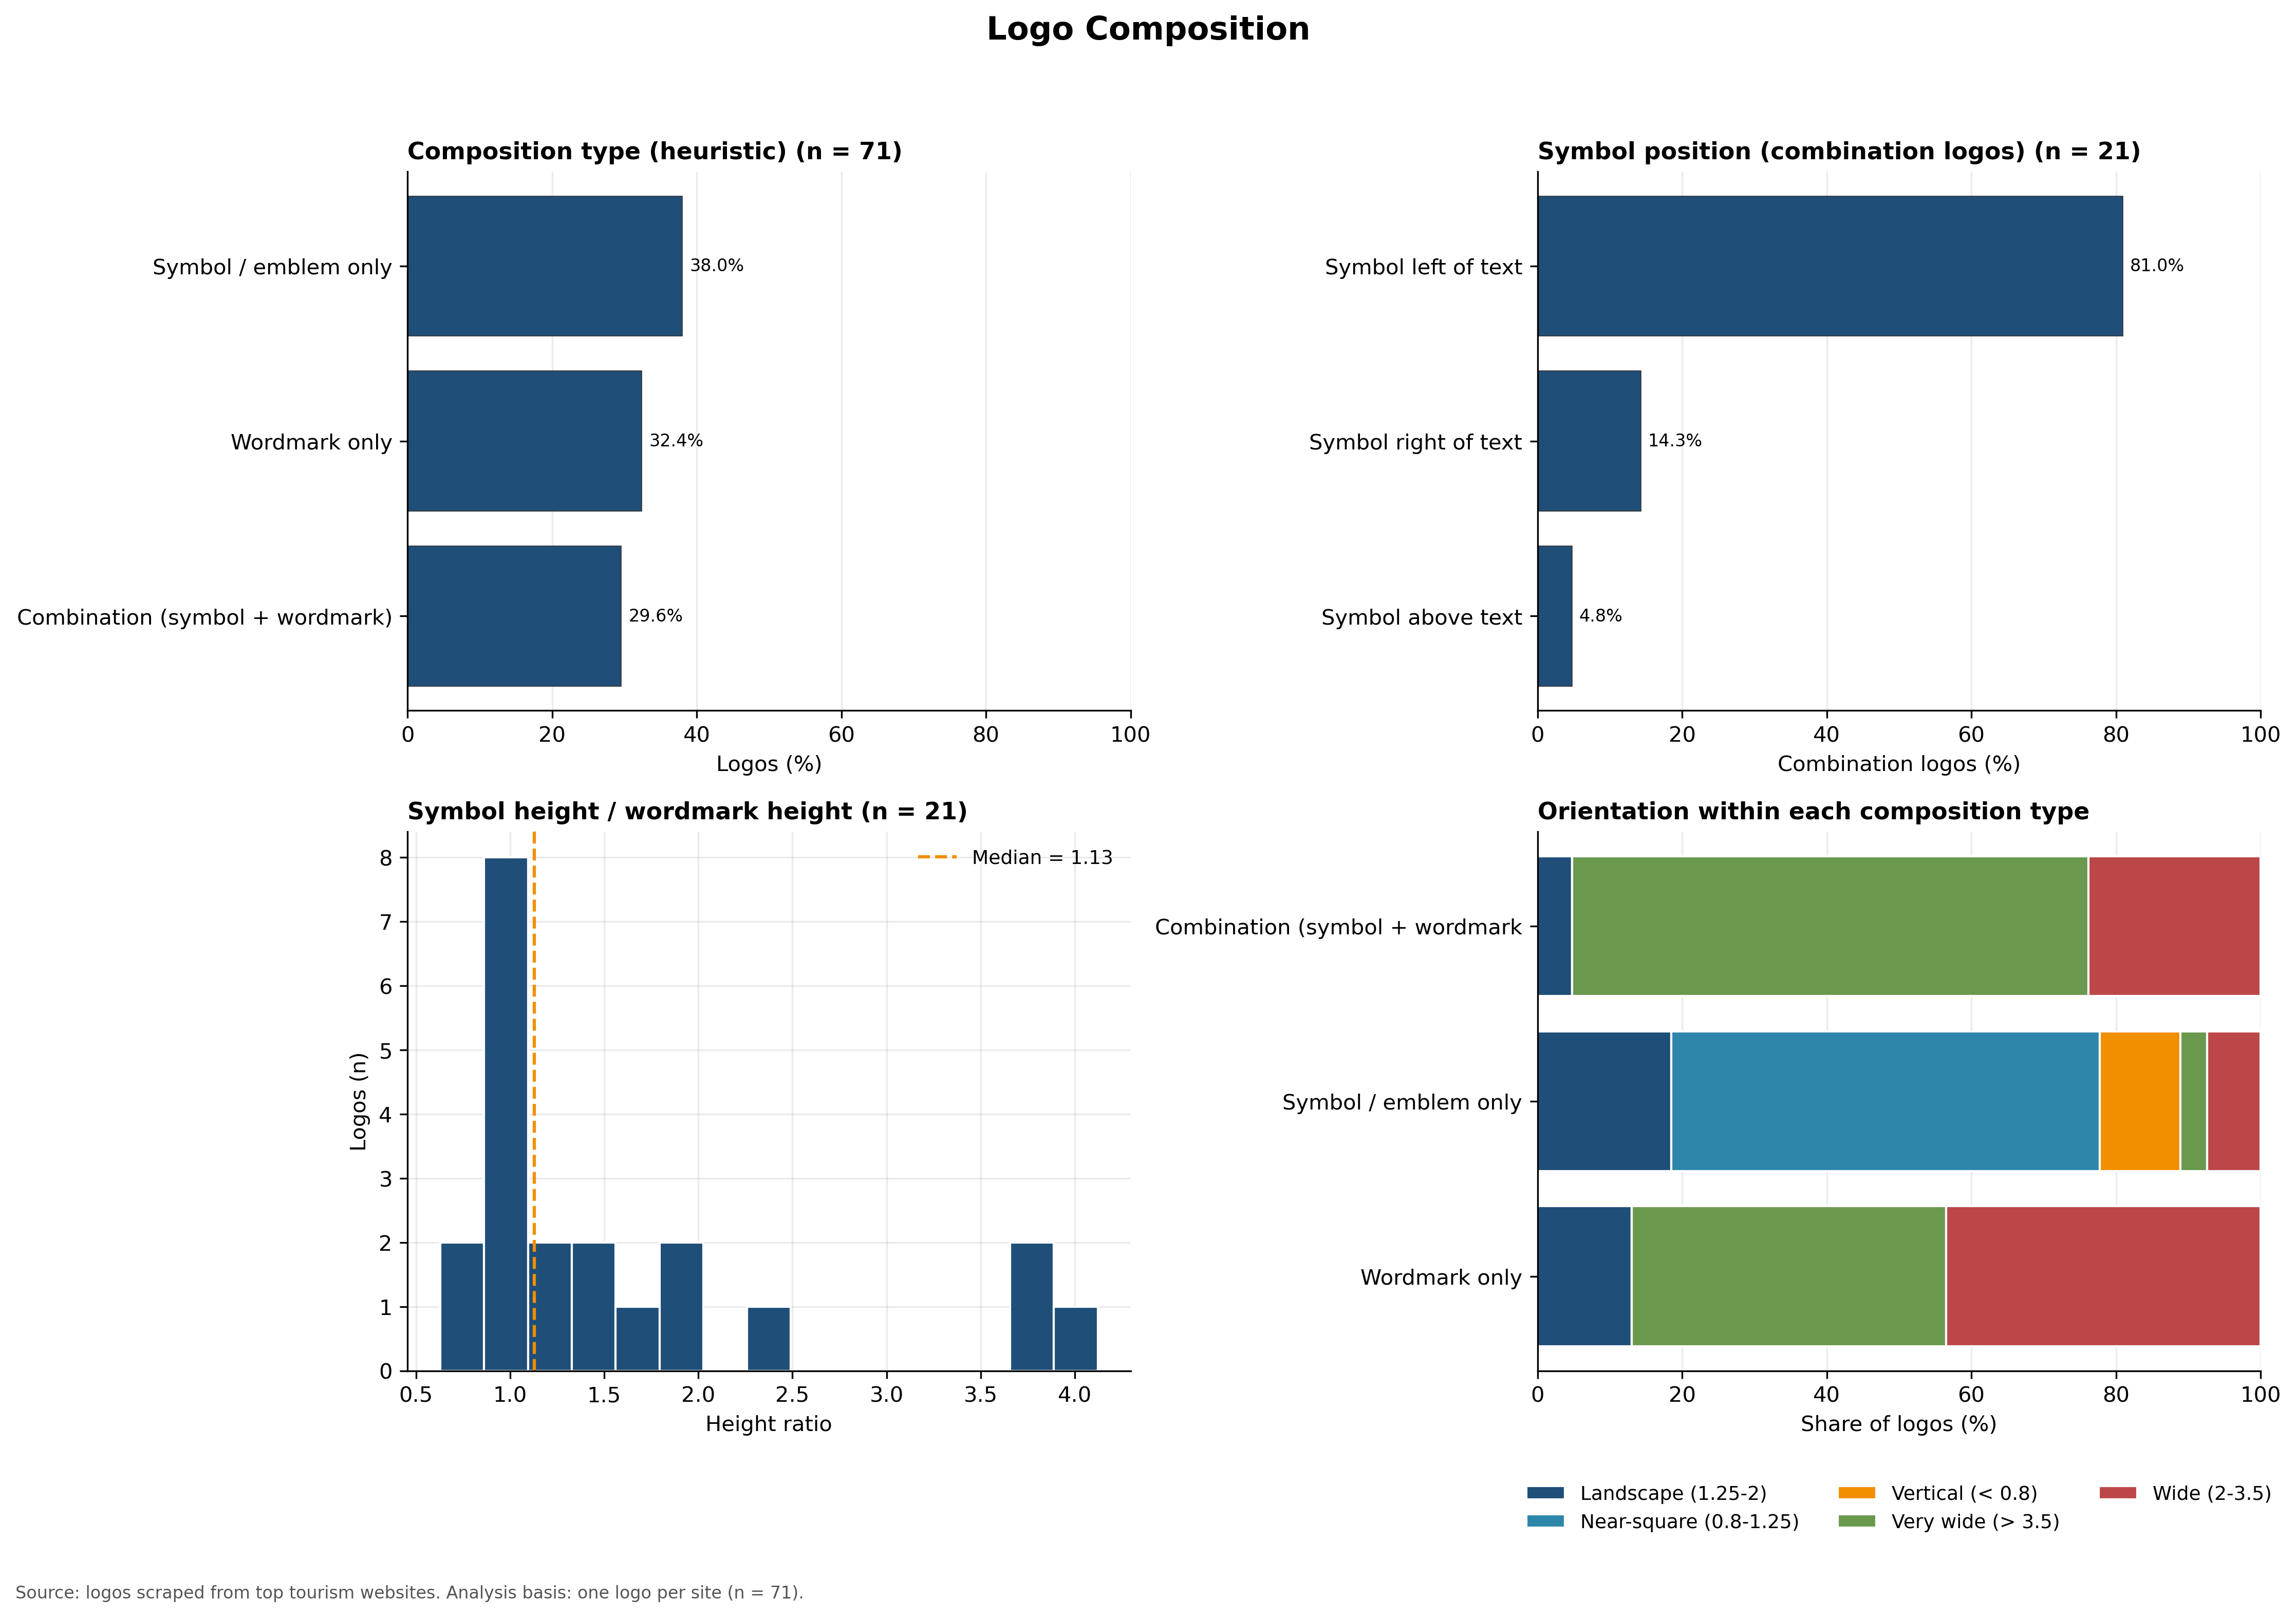 Logo Composition
Composition type (heuristic) (n = 71)
Symbol / emblem only
38.0%
Wordmark only
32.4%
Combination (symbol + wordmark)
29.6%
0 20 40 60 80 100
Logos (%)
Symbol position (combination logos) (n = 21)
Symbol left of text
81.0%
Symbol right of text
14.3%
Symbol above text
4.8%
0 20 40 60 80 100
Combination logos (%)
Symbol height / wordmark height (n = 21)
Median = 1.13
8
7
6
5
4
3
2
1
0
Logos (n)
0.5 1.0 1.5 2.0 2.5 3.0 3.5 4.0
Height ratio
Orientation within each composition type
Combination (symbol + wordmark
Symbol / emblem only
Wordmark only
0 20 40 60 80 100
Share of logos (%)
Landscape (1.25-2) Vertical (< 0.8) Wide (2-3.5)
Near-square (0.8-1.25) Very wide (> 3.5)
Source: logos scraped from top tourism websites. Analysis basis: one logo per site (n = 71).